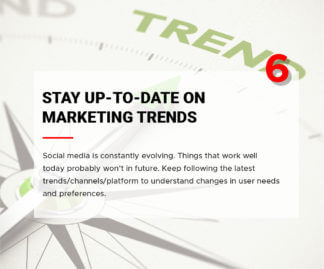 TREND
6
STAY UP-TO-DATE ON
MARKETING TRENDS
Social media is constantly evolving. Things that work well
today probably won't in future. Keep following the latest
trends/channels/platform to understand changes in user needs
and preferences.